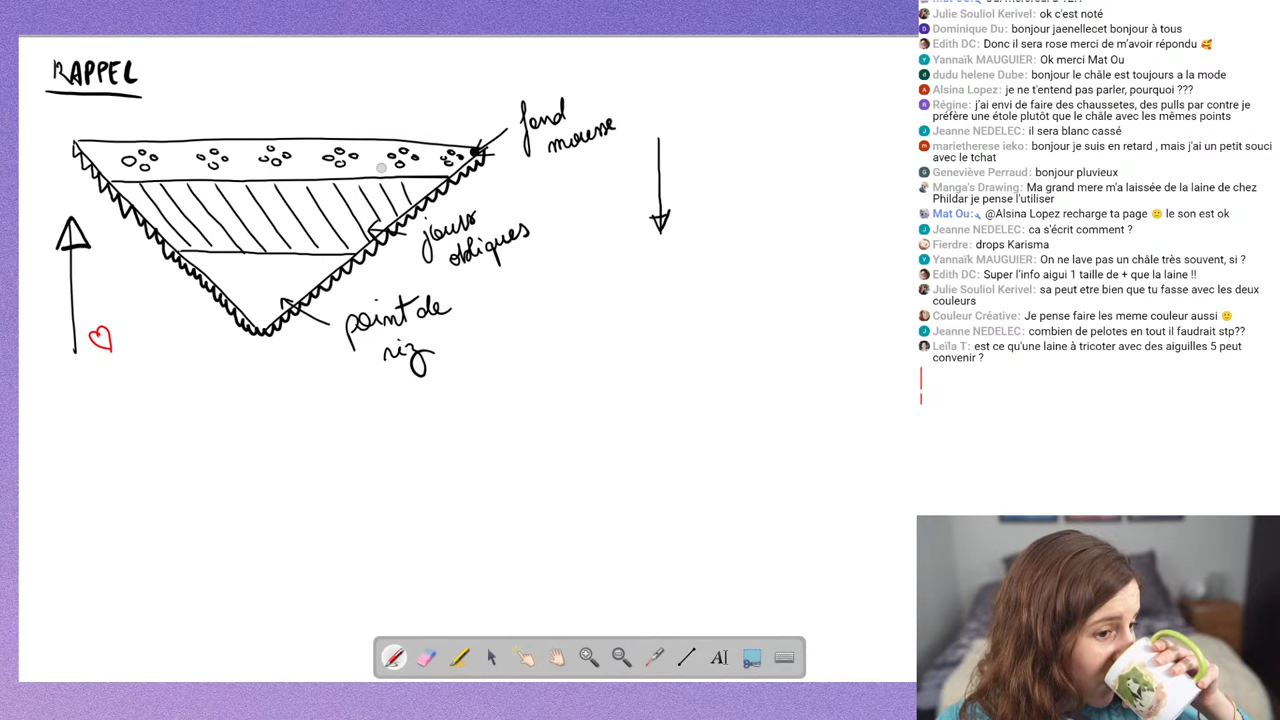 RAPPEL
fond
mousse
jours
obliques
point de
riz
Julie Souliol Kerivel: ok c'est noté
Dominique Du: bonjour jaenellecet bonjour à tous
Edith DC: Donc il sera rose merci de m'avoir répondu 🥰
Yannaïk MAUGUIER: Ok merci Mat Ou
dudu helene Dube: bonjour le châle est toujours a la mode
Alsina Lopez: je ne t'entend pas parler, pourquoi ???
Régine: j'ai envi de faire des chaussetes, des pulls par contre je
préfère une étole plutôt que le châle avec les mêmes points
Jeanne NEDELEC: il sera blanc cassé
marietherese ieko: bonjour je suis en retard , mais j'ai un petit souci
avec le tchat
Geneviève Perraud: bonjour pluvieux
Manga's Drawing: Ma grand mere m'a laissée de la laine de chez
Phildar je pense l'utiliser
Mat Ou: @Alsina Lopez recharge ta page 🙂 le son est ok
Jeanne NEDELEC: ca s'écrit comment ?
Fierdre: drops Karisma
Yannaïk MAUGUIER: On ne lave pas un châle très souvent, si ?
Edith DC: Super l'info aigui 1 taille de + que la laine !!
Julie Souliol Kerivel: sa peut etre bien que tu fasse avec les deux
couleurs
Couleur Créative: Je pense faire les meme couleur aussi 🙂
Jeanne NEDELEC: combien de pelotes en tout il faudrait stp??
Leïla T: est ce qu'une laine à tricoter avec des aiguilles 5 peut
convenir ?